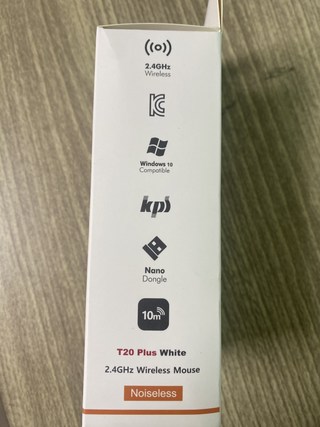 2.4GHz
Wireless
Windows 10
Compatible
kps
Nano
Dongle
10m
T20 Plus White
2.4GHz Wireless Mouse
Noiseless